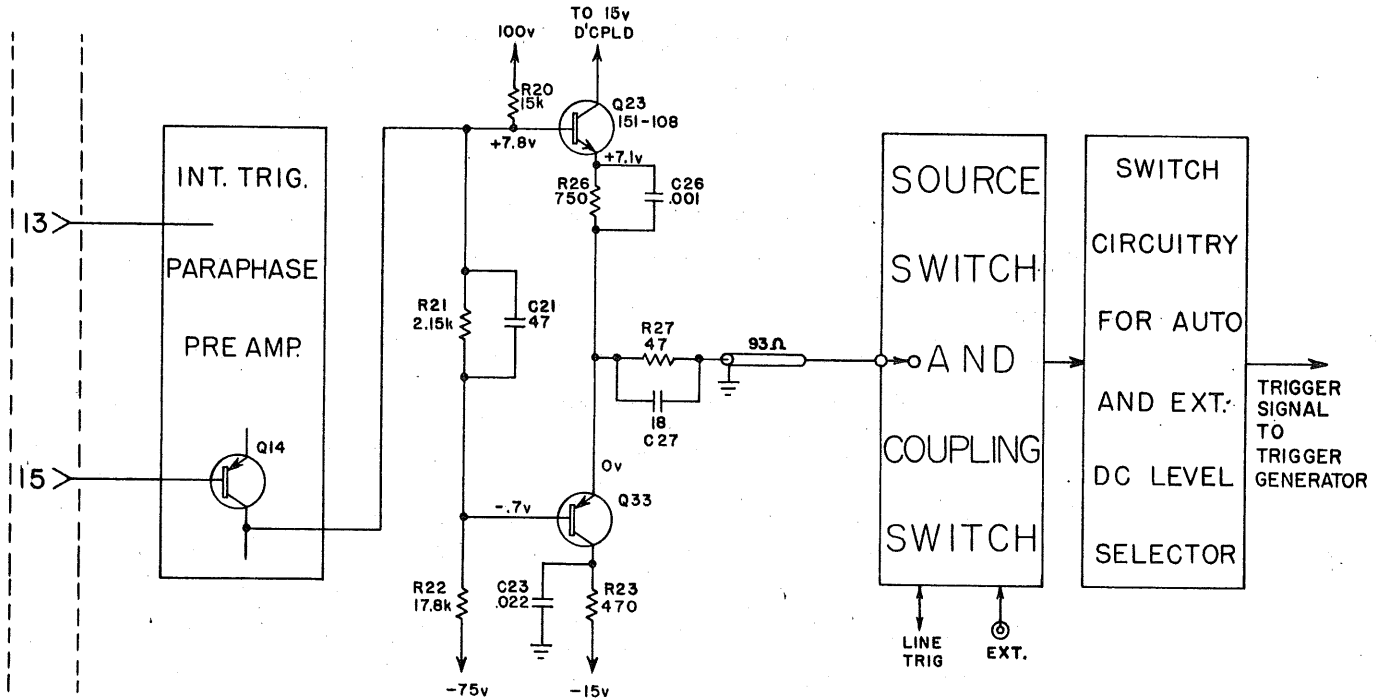 TO 15v
D'CPLD
100v
R20
15k
Q23
151-108
+7.8v
+7.1v
R26
750
C26
.001
INT. TRIG.
PARAPHASE
PRE AMP.
13
15
Q14
R21
2.15k
C21
47
R27
47
18
C27
93Ω
0v
Q33
-.7v
R22
17.8k
C23
.022
R23
470
-75v
-15v
SOURCE
SWITCH
AND
COUPLING
SWITCH
LINE
TRIG
EXT.
SWITCH
CIRCUITRY
FOR AUTO
AND EXT.
DC LEVEL
SELECTOR
TRIGGER
SIGNAL
TO
TRIGGER
GENERATOR